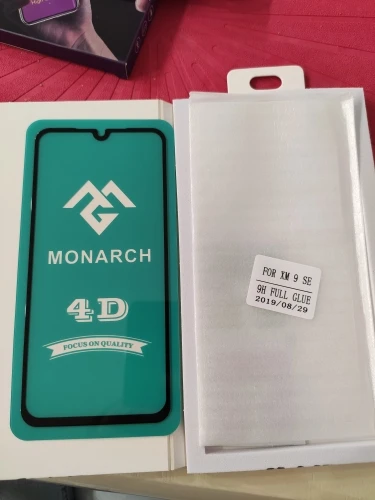 MONARCH
4D
FOCUS ON QUALITY
FOR XM 9 SE
9H FULL GLUE
2019/08/29